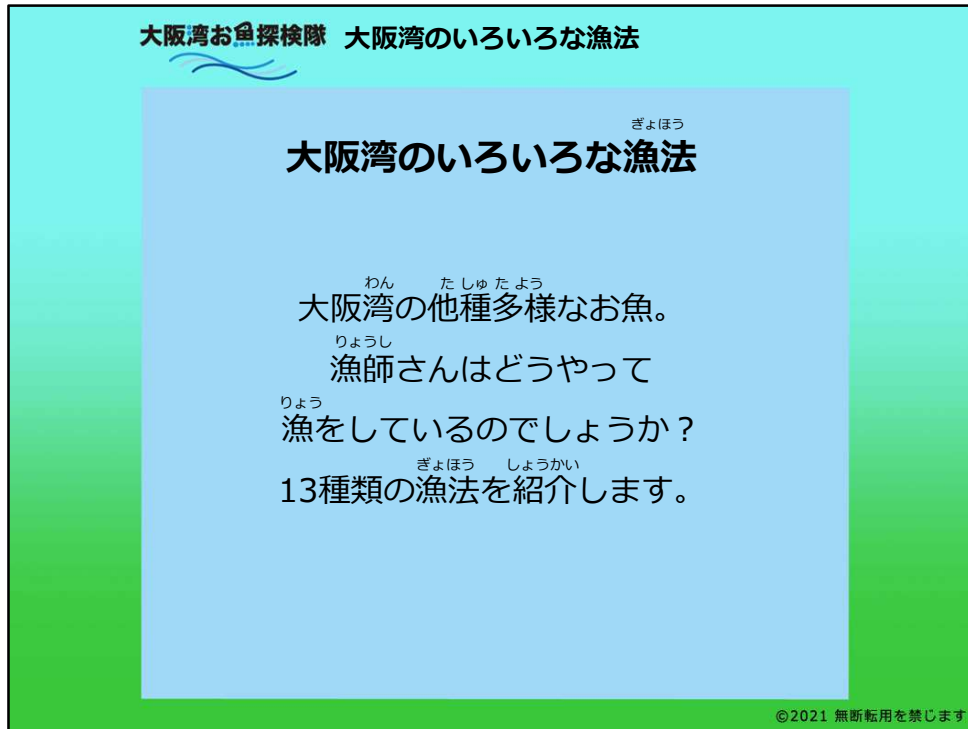 大阪湾お魚探検隊 大阪湾のいろいろな漁法
ぎょほう
大阪湾のいろいろな漁法
わん たしゅたよう
大阪湾の他種多様なお魚。
りょうし
漁師さんはどうやって
りょう
漁をしているのでしょうか？
ぎょほう しょうかい
13種類の漁法を紹介します。
©2021 無断転用を禁じます